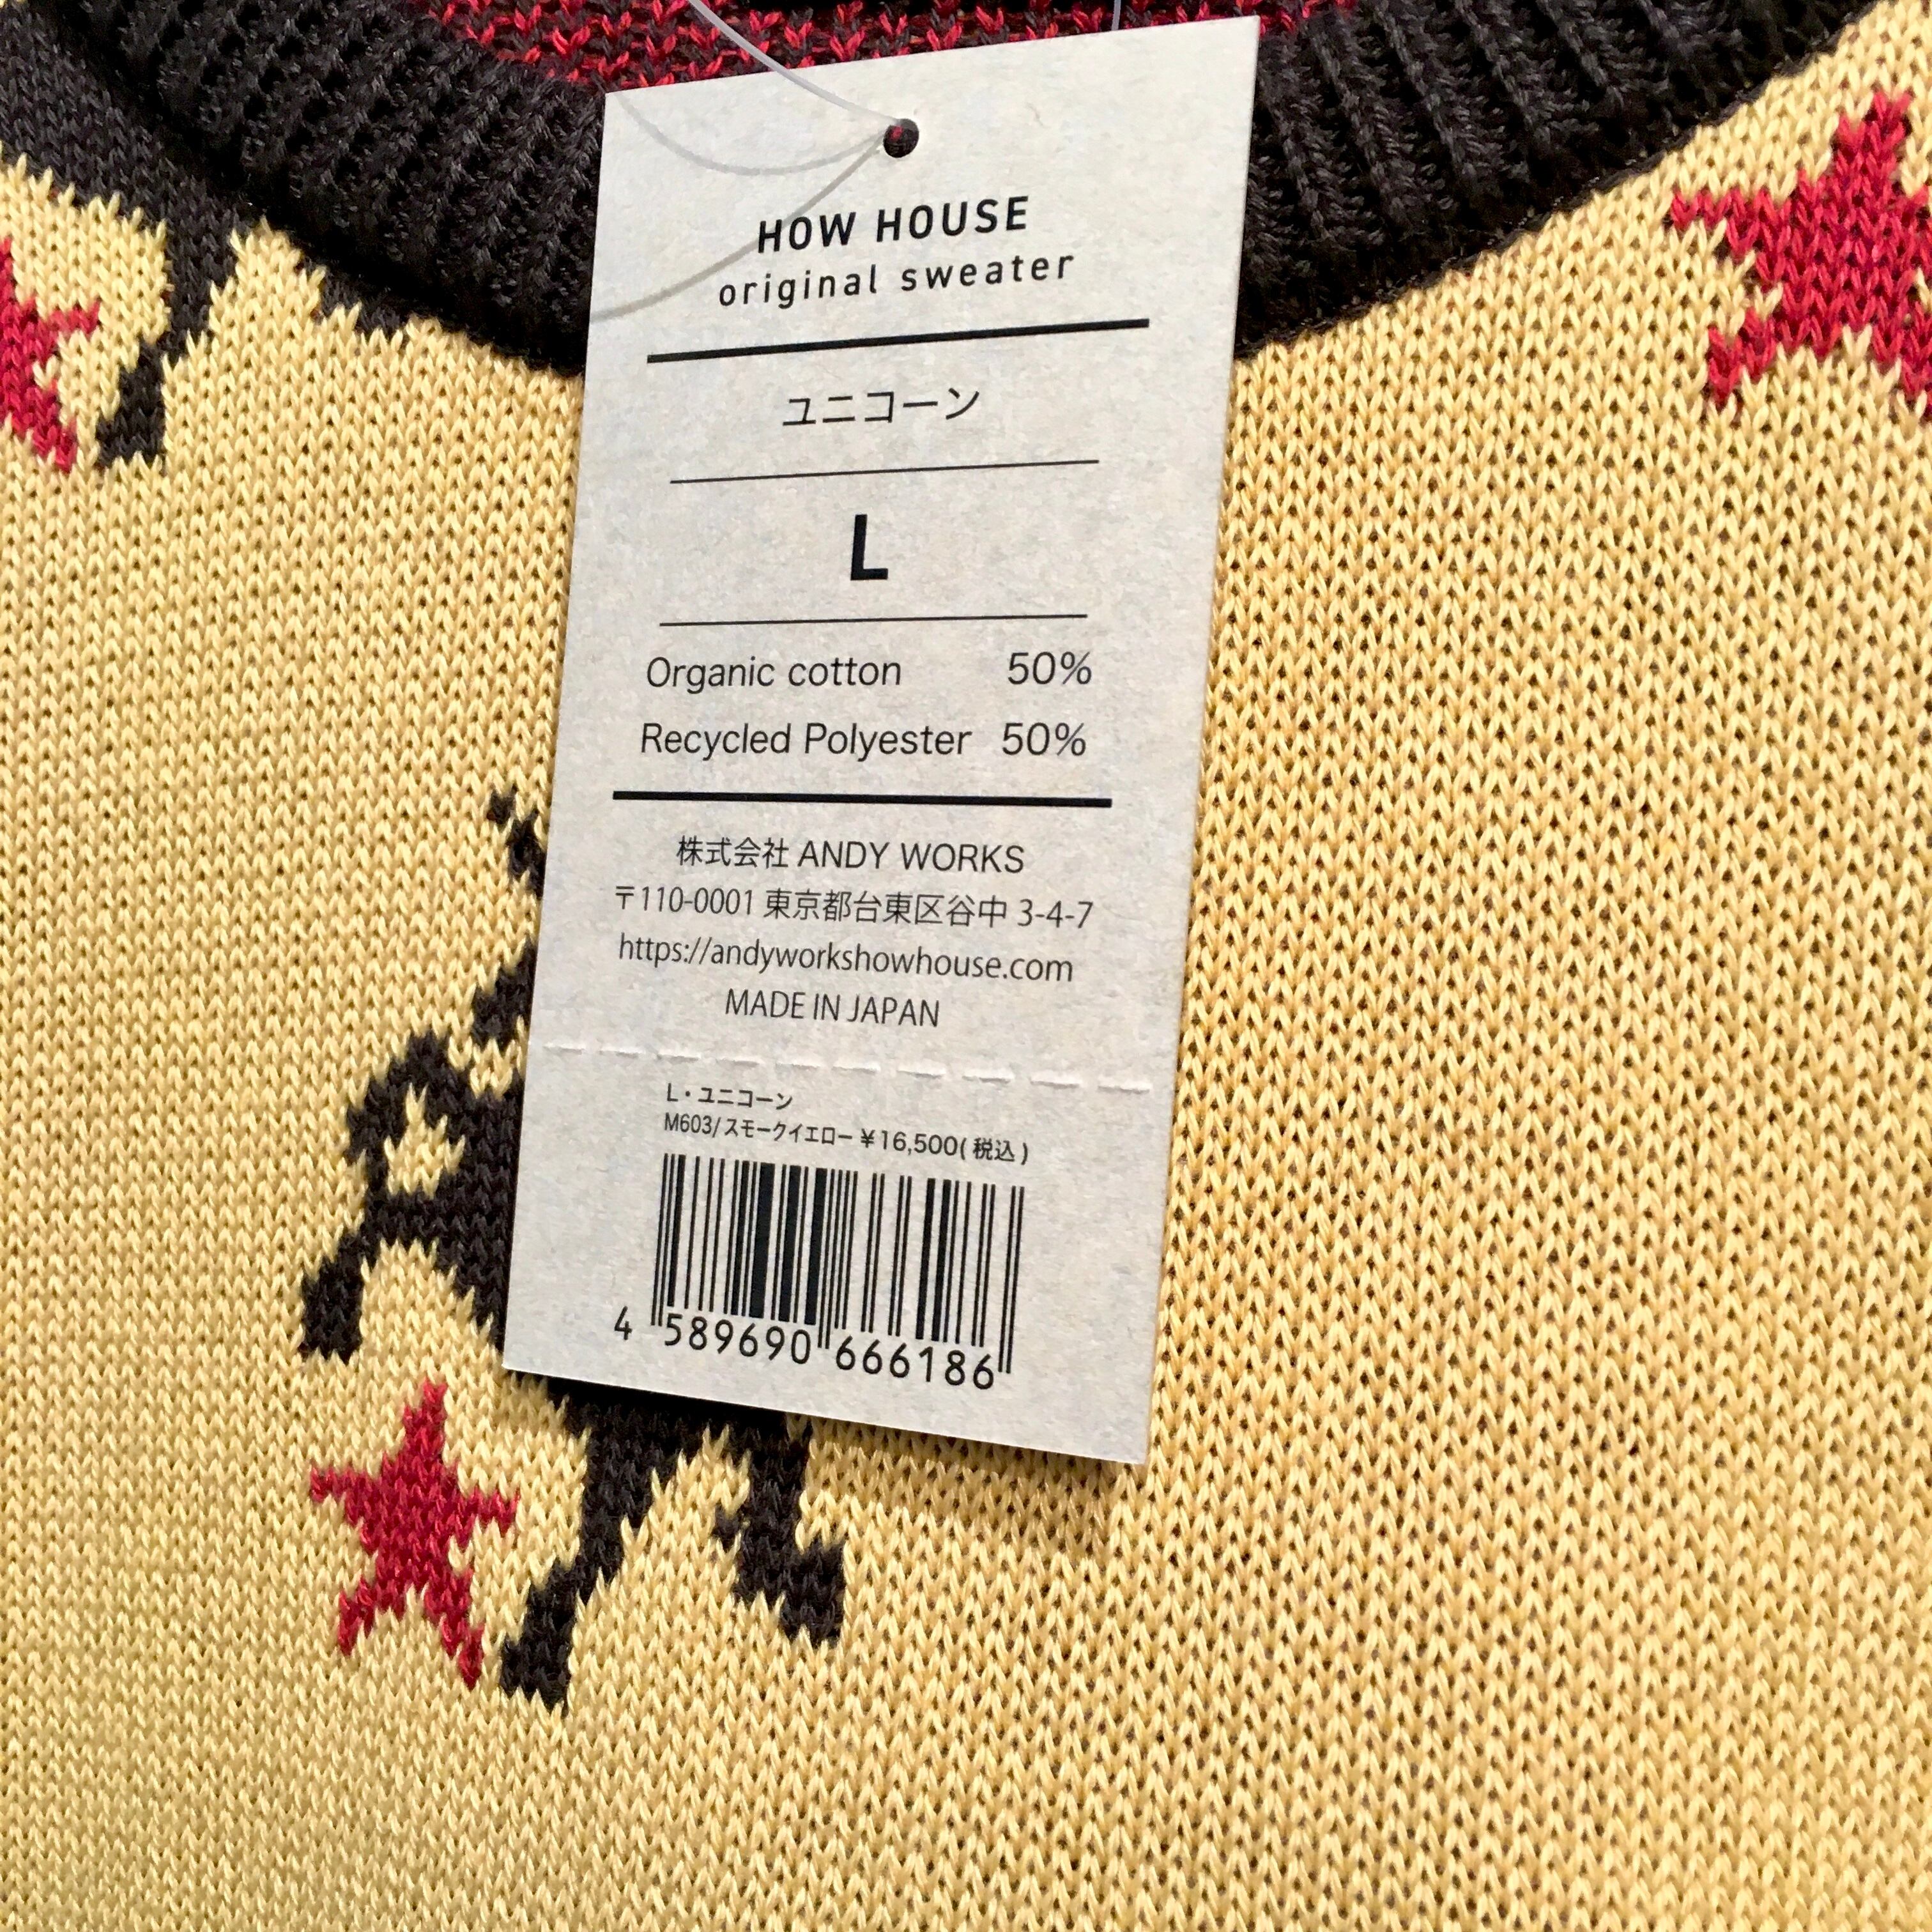 HOW HOUSE
original sweater
ユニコーン
L
Organic cotton 50%
Recycled Polyester 50%
株式会社 ANDY WORKS
〒110-0001 東京都台東区谷中 3-4-7
https://andyworkshowhouse.com
MADE IN JAPAN
L・ユニコーン
M603/スモークイエロー ¥16,500(税込)
4 589690 666186